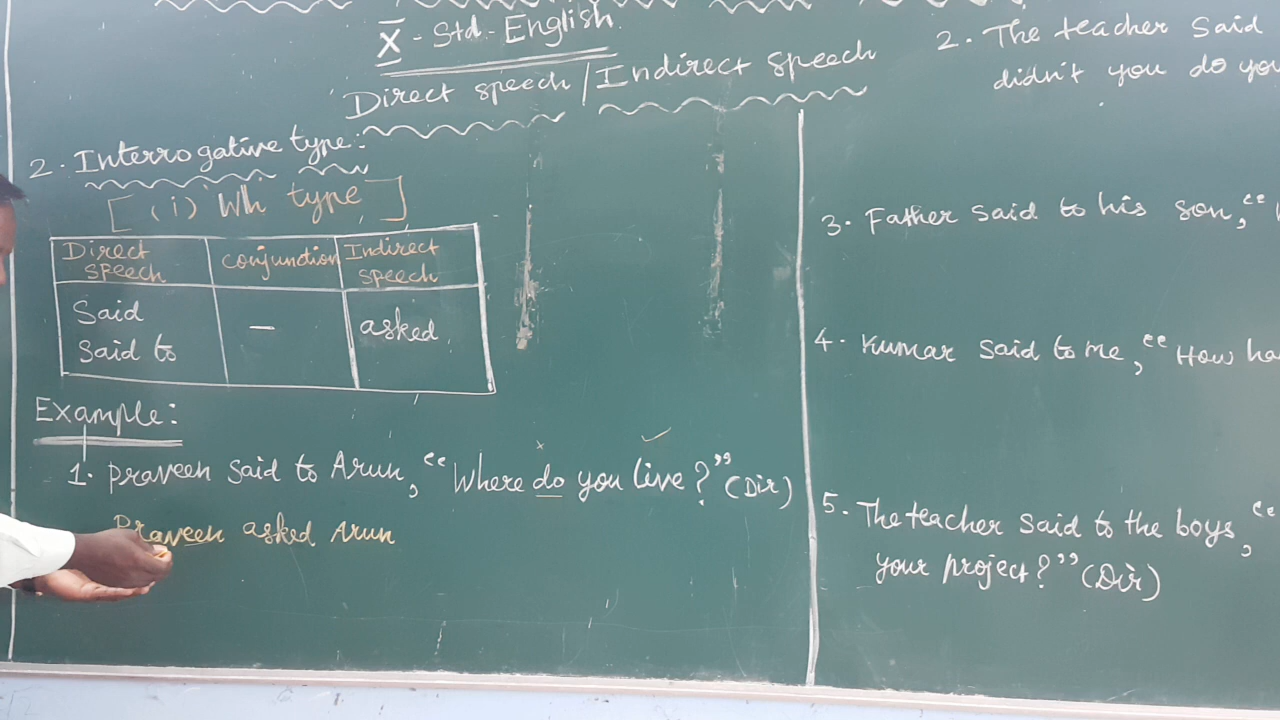 X - Std - English.
Direct speech / Indirect speech
2. Interrogative type:
[ (i) Wh type ]
Direct speech conjunction Indirect speech
Said - asked
Said to
Example:
1. Praveen said to Arun, "Where do you live?" (Dir)
Praveen asked Arun
2. The teacher Said
didn't you do you
3. Father said to his son, "
4. Kumar said to me, "How ha
5. The teacher said to the boys, "
your project?" (Dir)